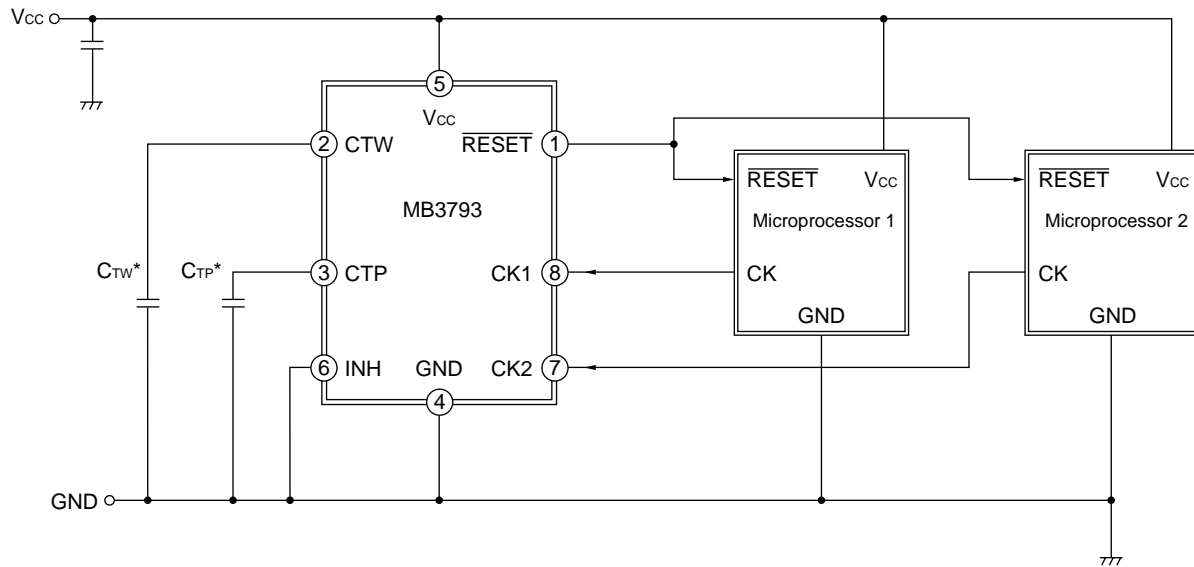 VCC
5
VCC
2 CTW
RESET 1
RESET VCC
RESET VCC
MB3793
Microprocessor 1
Microprocessor 2
CTW*
CTP*
3 CTP
CK1 8
CK
CK
GND
GND
6 INH
GND
CK2 7
4
GND